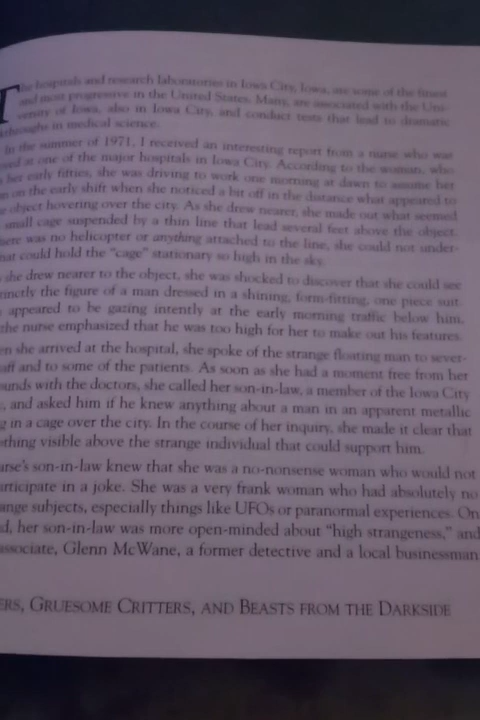 The hospitals and research laboratories in Iowa City, Iowa, are some of the finest
and most progressive in the United States. Many, are associated with the Uni-
versity of Iowa, also in Iowa City, and conduct tests that lead to dramatic
throughs in medical science.
In the summer of 1971, I received an interesting report from a nurse who was
at one of the major hospitals in Iowa City. According to the woman, who
her early fifties, she was driving to work one morning at dawn to assume her
on the early shift when she noticed a bit off in the distance what appeared to
object hovering over the city. As she drew nearer, she made out what seemed
small cage suspended by a thin line that lead several feet above the object.
here was no helicopter or anything attached to the line, she could not under-
hat could hold the "cage" stationary so high in the sky.
she drew nearer to the object, she was shocked to discover that she could see
tinctly the figure of a man dressed in a shining, form-fitting, one piece suit.
appeared to be gazing intently at the early morning traffic below him,
the nurse emphasized that he was too high for her to make out his features.
en she arrived at the hospital, she spoke of the strange floating man to sever-
aff and to some of the patients. As soon as she had a moment free from her
ounds with the doctors, she called her son-in-law, a member of the Iowa City
, and asked him if he knew anything about a man in an apparent metallic
g in a cage over the city. In the course of her inquiry, she made it clear that
thing visible above the strange individual that could support him.
urse's son-in-law knew that she was a no-nonsense woman who would not
articipate in a joke. She was a very frank woman who had absolutely no
ange subjects, especially things like UFOs or paranormal experiences. On
d, her son-in-law was more open-minded about "high strangeness," and
associate, Glenn McWane, a former detective and a local businessman
ERS, GRUESOME CRITTERS, AND BEASTS FROM THE DARKSIDE